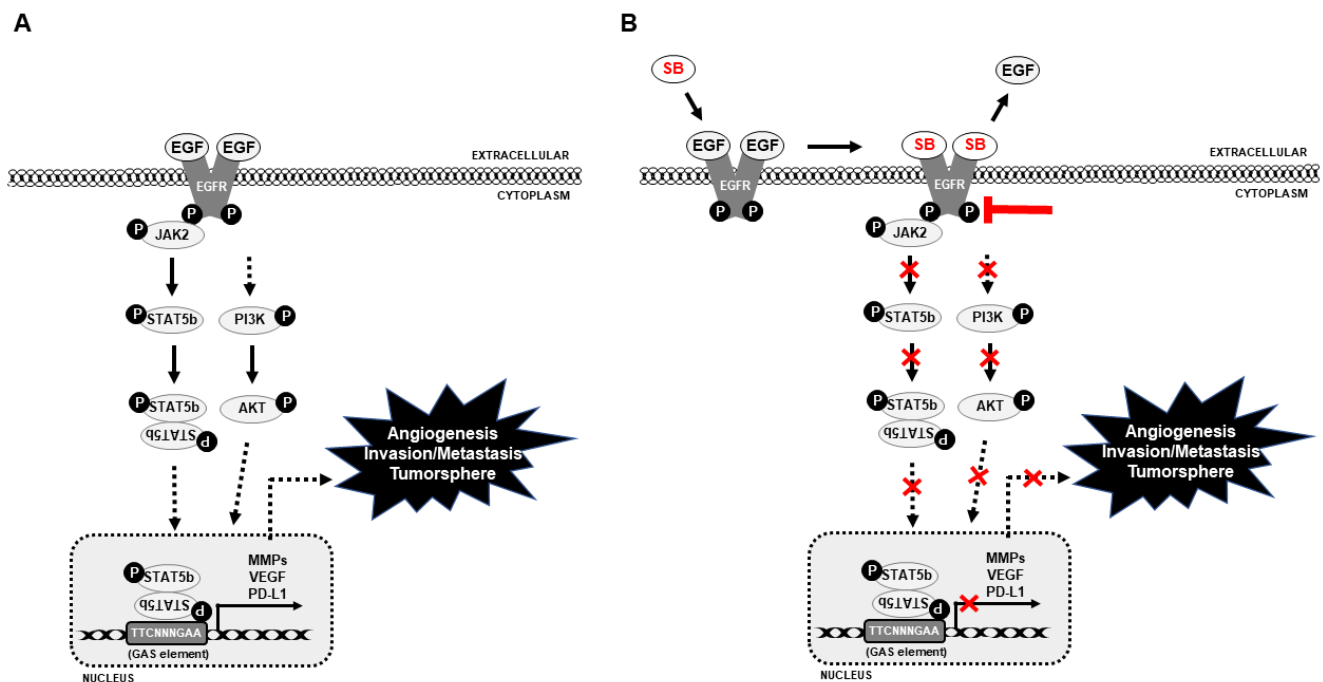 A
EGF EGF
EXTRACELLULAR
EGFR
CYTOPLASM
P P
P JAK2
P STAT5b PI3K P
P STAT5b AKT P
STAT5b P
Angiogenesis
Invasion/Metastasis
Tumorsphere
MMPs
VEGF
PD-L1
P STAT5b
STAT5b P
TTCNNNGAA
(GAS element)
NUCLEUS
B
SB
EGF
EGF EGF
SB SB
EXTRACELLULAR
EGFR
EGFR
CYTOPLASM
P P
P P
P JAK2
P STAT5b PI3K P
P STAT5b AKT P
STAT5b P
Angiogenesis
Invasion/Metastasis
Tumorsphere
MMPs
VEGF
PD-L1
P STAT5b
STAT5b P
TTCNNNGAA
(GAS element)
NUCLEUS